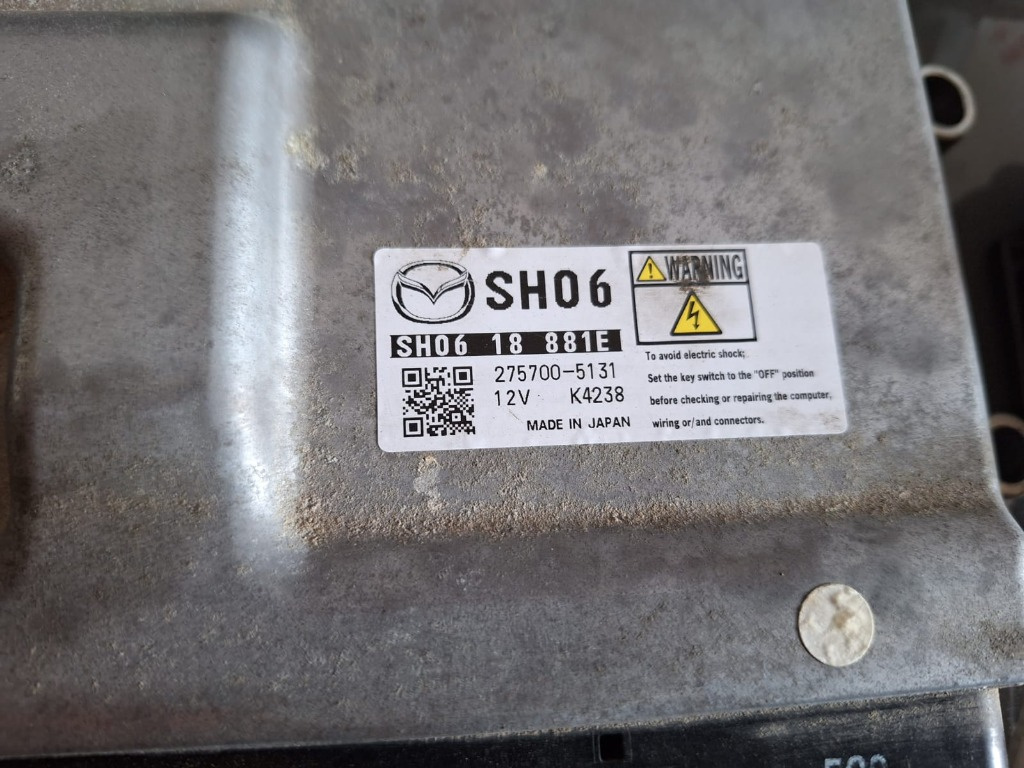 SH06
WARNING
SH06 18 881E
275700-5131
12V K4238
MADE IN JAPAN
To avoid electric shock;
Set the key switch to the "OFF" position
before checking or repairing the computer,
wiring or/and connectors.